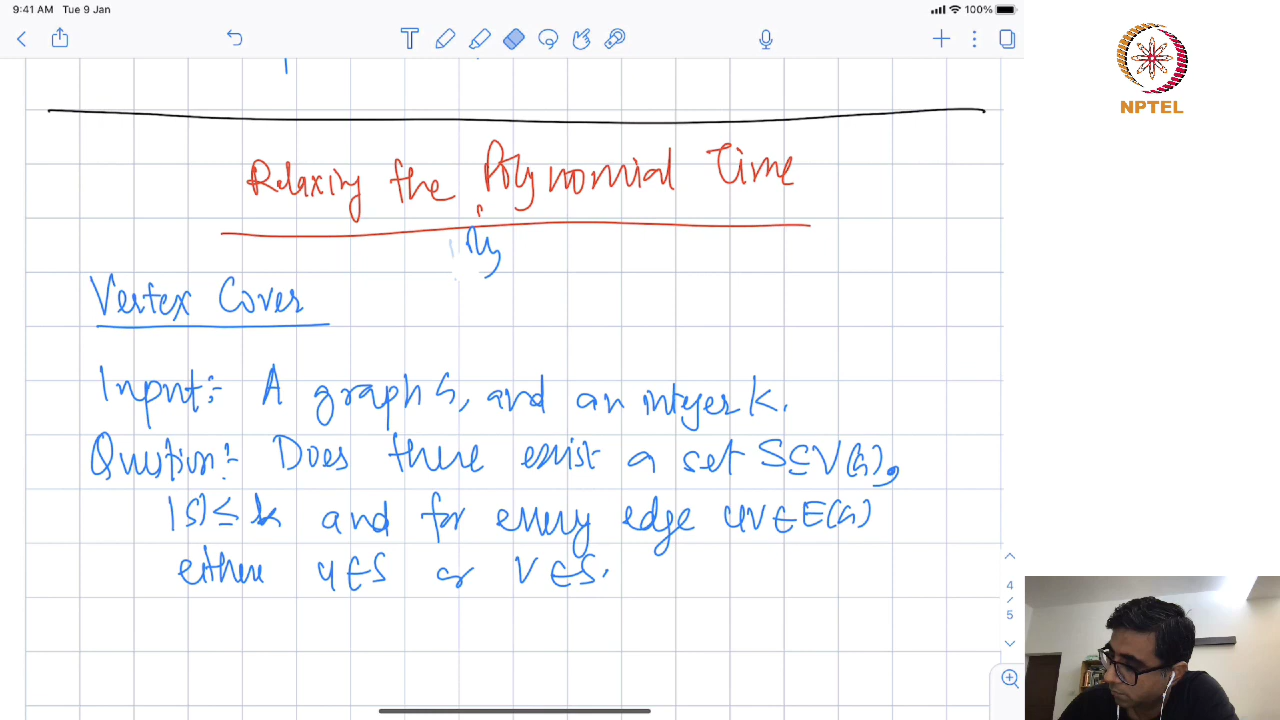 9:41 AM Tue 9 Jan
100%
NPTEL
Relaxing the Polynomial Time
Vertex Cover
Input:- A graph G, and an integer k.
Question:- Does there exist a set S⊆V(G),
|S|≤k and for every edge uv∈E(G)
either u∈S or v∈S.
4
5